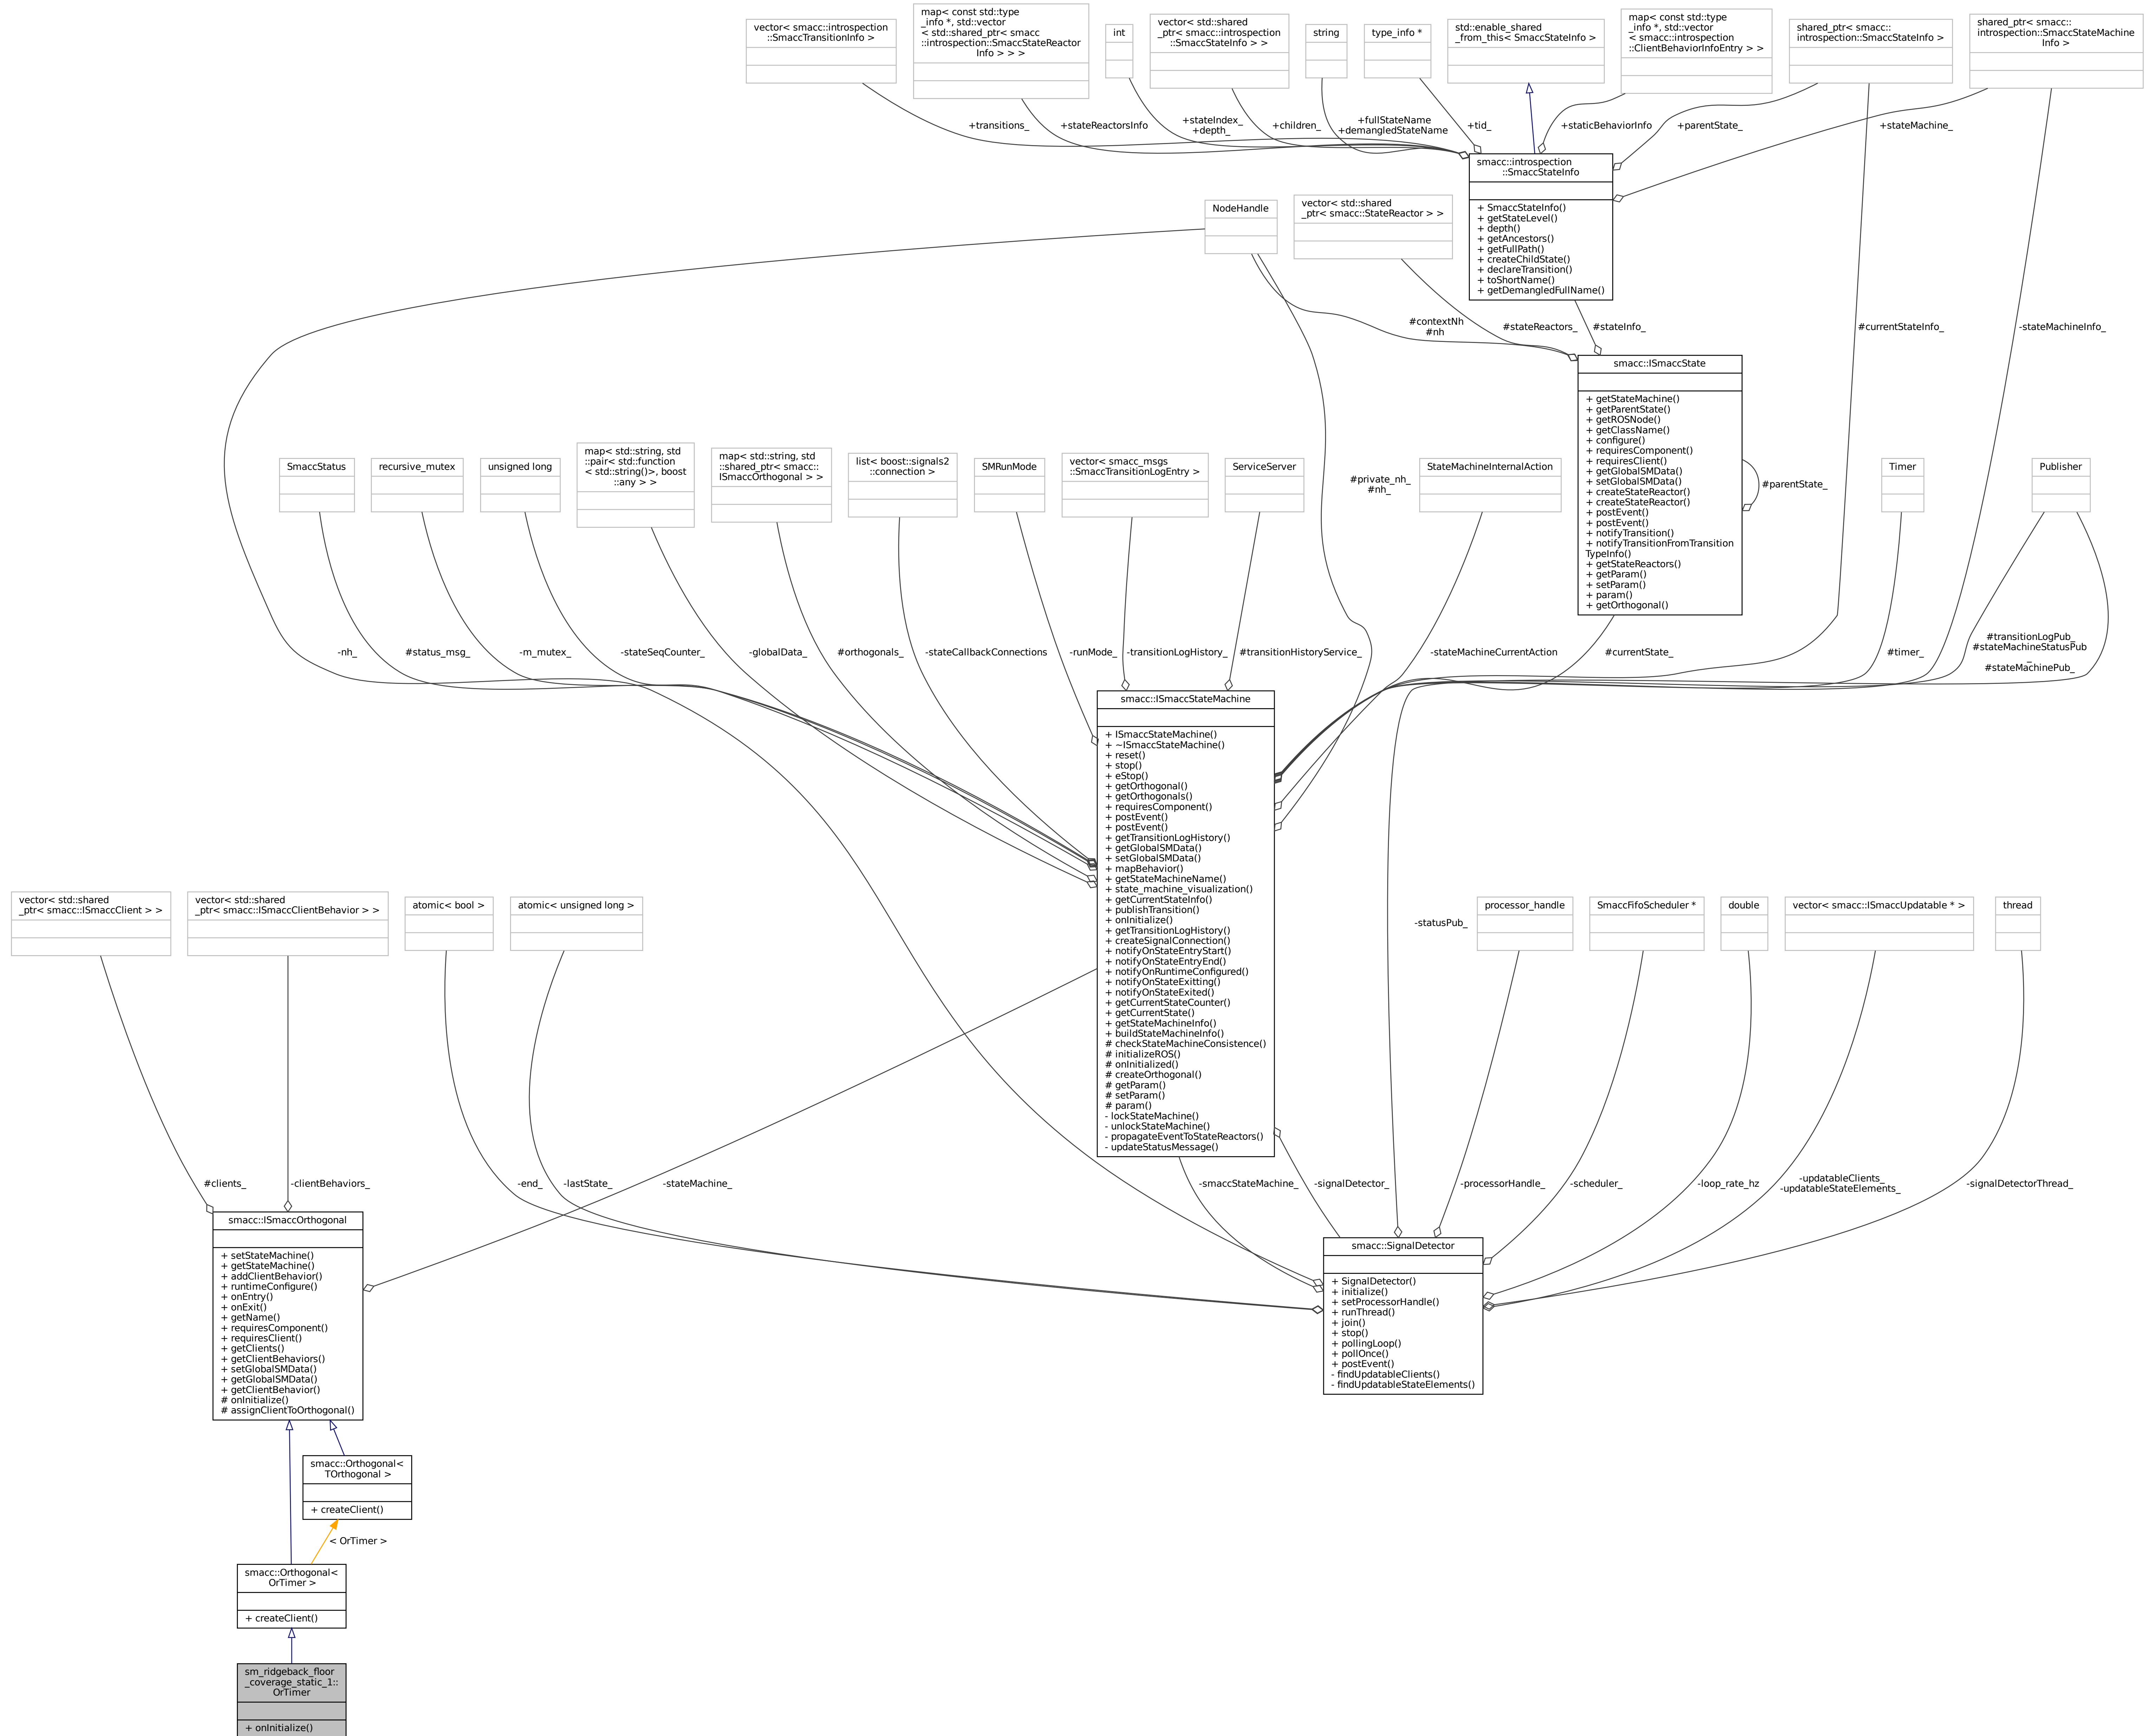 vector< smacc::introspection
::SmaccTransitionInfo >
map< const std::type
_info *, std::vector
< std::shared_ptr< smacc
::introspection::SmaccStateReactor
Info > > >
int
vector< std::shared
_ptr< smacc::introspection
::SmaccStateInfo > >
string
type_info *
std::enable_shared
_from_this< SmaccStateInfo >
map< const std::type
_info *, std::vector
< smacc::introspection
::ClientBehaviorInfoEntry > >
shared_ptr< smacc::
introspection::SmaccStateInfo >
shared_ptr< smacc::
introspection::SmaccStateMachine
Info >
+transitions_
+stateReactorsInfo
+stateIndex_
+depth_
+children_
+fullStateName
+demangledStateName
+tid_
+staticBehaviorInfo
+parentState_
+stateMachine_
smacc::introspection
::SmaccStateInfo
+ SmaccStateInfo()
+ getStateLevel()
+ depth()
+ getAncestors()
+ getFullPath()
+ createChildState()
+ declareTransition()
+ toShortName()
+ getDemangledFullName()
NodeHandle
vector< std::shared
_ptr< smacc::StateReactor > >
#contextNh
#nh
#stateReactors_
#stateInfo_
#currentStateInfo_
-stateMachineInfo_
smacc::ISmaccState
+ getStateMachine()
+ getParentState()
+ getROSNode()
+ getClassName()
+ configure()
+ requiresComponent()
+ requiresClient()
+ getGlobalSMData()
+ setGlobalSMData()
+ createStateReactor()
+ createStateReactor()
+ postEvent()
+ postEvent()
+ notifyTransition()
+ notifyTransitionFromTransition
TypeInfo()
+ getStateReactors()
+ getParam()
+ setParam()
+ param()
+ getOrthogonal()
#parentState_
SmaccStatus
recursive_mutex
unsigned long
map< std::string, std
::pair< std::function
< std::string()>, boost
::any > >
map< std::string, std
::shared_ptr< smacc::
ISmaccOrthogonal > >
list< boost::signals2
::connection >
SMRunMode
vector< smacc_msgs
::SmaccTransitionLogEntry >
ServiceServer
#private_nh_
#nh_
StateMachineInternalAction
Timer
Publisher
-nh_
#status_msg_
-m_mutex_
-stateSeqCounter_
-globalData_
#orthogonals_
-stateCallbackConnections
-runMode_
-transitionLogHistory_
#transitionHistoryService_
-stateMachineCurrentAction
#currentState_
#timer_
#transitionLogPub_
#stateMachineStatusPub
_
#stateMachinePub_
smacc::ISmaccStateMachine
+ ISmaccStateMachine()
+ ~ISmaccStateMachine()
+ reset()
+ stop()
+ eStop()
+ getOrthogonal()
+ getOrthogonals()
+ requiresComponent()
+ postEvent()
+ postEvent()
+ getTransitionLogHistory()
+ getGlobalSMData()
+ setGlobalSMData()
+ mapBehavior()
+ getStateMachineName()
+ state_machine_visualization()
+ getCurrentStateInfo()
+ publishTransition()
+ onInitialize()
+ getTransitionLogHistory()
+ createSignalConnection()
+ notifyOnStateEntryStart()
+ notifyOnStateEntryEnd()
+ notifyOnRuntimeConfigured()
+ notifyOnStateExitting()
+ notifyOnStateExited()
+ getCurrentStateCounter()
+ getCurrentState()
+ getStateMachineInfo()
+ buildStateMachineInfo()
# checkStateMachineConsistence()
# initializeROS()
# onInitialized()
# createOrthogonal()
# getParam()
# setParam()
# param()
- lockStateMachine()
- unlockStateMachine()
- propagateEventToStateReactors()
- updateStatusMessage()
vector< std::shared
_ptr< smacc::ISmaccClient > >
vector< std::shared
_ptr< smacc::ISmaccClientBehavior > >
atomic< bool >
atomic< unsigned long >
-statusPub_
processor_handle
SmaccFifoScheduler *
double
vector< smacc::ISmaccUpdatable * >
thread
#clients_
-clientBehaviors_
-end_
-lastState_
-stateMachine_
-smaccStateMachine_
-signalDetector_
-processorHandle_
-scheduler_
-loop_rate_hz
-updatableClients_
-updatableStateElements_
-signalDetectorThread_
smacc::ISmaccOrthogonal
+ setStateMachine()
+ getStateMachine()
+ addClientBehavior()
+ runtimeConfigure()
+ onEntry()
+ onExit()
+ getName()
+ requiresComponent()
+ requiresClient()
+ getClients()
+ getClientBehaviors()
+ setGlobalSMData()
+ getGlobalSMData()
+ getClientBehavior()
# onInitialize()
# assignClientToOrthogonal()
smacc::SignalDetector
+ SignalDetector()
+ initialize()
+ setProcessorHandle()
+ runThread()
+ join()
+ stop()
+ pollingLoop()
+ pollOnce()
+ postEvent()
- findUpdatableClients()
- findUpdatableStateElements()
smacc::Orthogonal<
TOrthogonal >
+ createClient()
< OrTimer >
smacc::Orthogonal<
OrTimer >
+ createClient()
sm_ridgeback_floor
_coverage_static_1::
OrTimer
+ onInitialize()